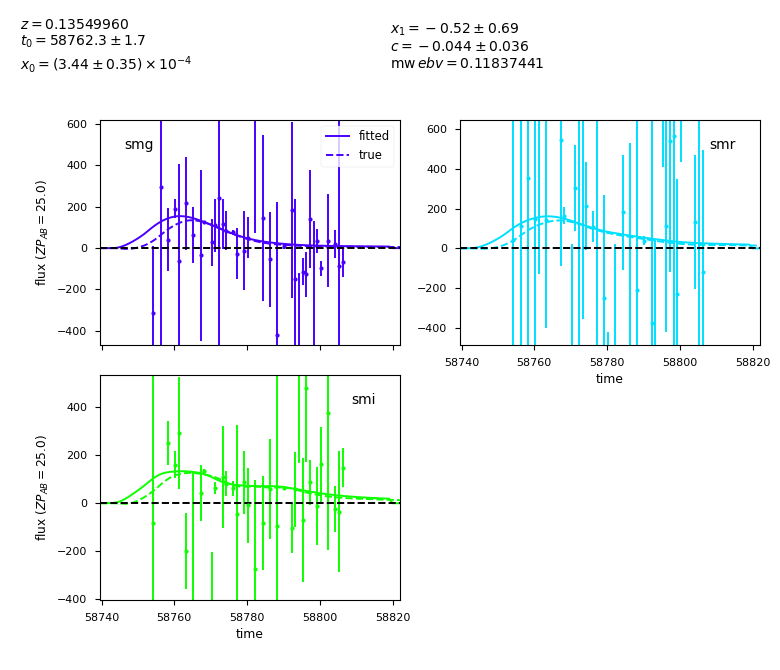 z = 0.13549960
t₀ = 58762.3 ± 1.7
x₀ = (3.44 ± 0.35) × 10⁻⁴
x₁ = −0.52 ± 0.69
c = −0.044 ± 0.036
mw ebv = 0.11837441
smg
fitted
true
600
400
200
0
−200
−400
flux (ZP_AB = 25.0)
smr
600
400
200
0
−200
−400
58740 58760 58780 58800 58820
time
smi
400
200
0
−200
−400
flux (ZP_AB = 25.0)
58740 58760 58780 58800 58820
time